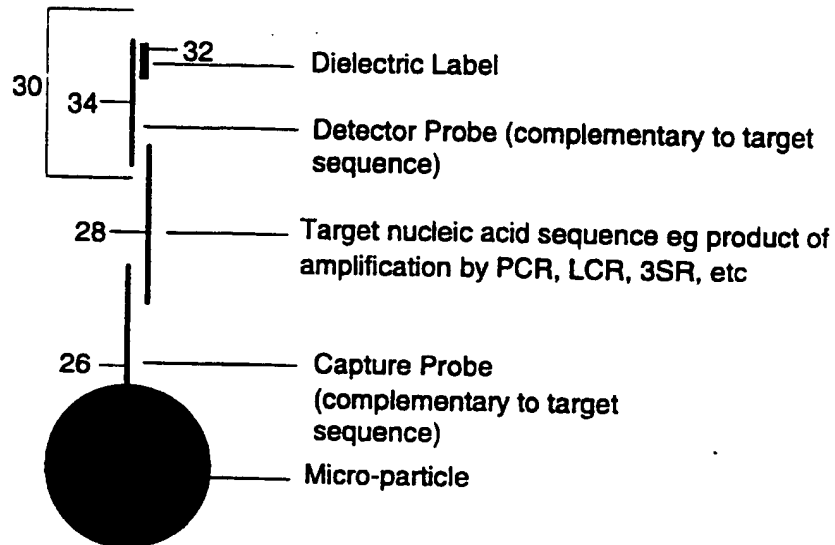 32
Dielectric Label
30
34
Detector Probe (complementary to target
sequence)
28
Target nucleic acid sequence eg product of
amplification by PCR, LCR, 3SR, etc
26
Capture Probe
(complementary to target
sequence)
Micro-particle